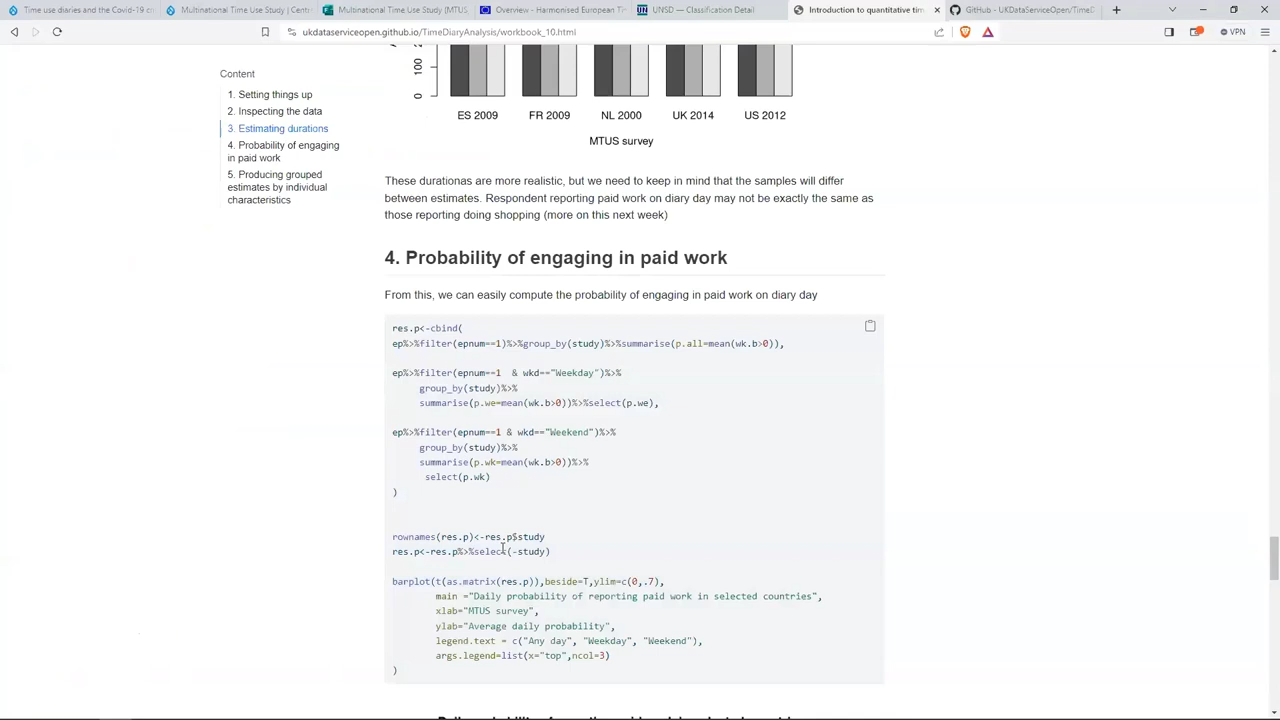 Time use diaries and the Covid-19 cr
Multinational Time Use Study | Centr
Multinational Time Use Study (MTUS
Overview - Harmonised European Ti
UNSD — Classification Detail
Introduction to quantitative tim
GitHub - UKDataServiceOpen/TimeD
ukdataserviceopen.github.io/TimeDiaryAnalysis/workbook_10.html
VPN
Content
1. Setting things up
2. Inspecting the data
3. Estimating durations
4. Probability of engaging
in paid work
5. Producing grouped
estimates by individual
characteristics
100
0
ES 2009
FR 2009
NL 2000
UK 2014
US 2012
MTUS survey
These durationas are more realistic, but we need to keep in mind that the samples will differ
between estimates. Respondent reporting paid work on diary day may not be exactly the same as
those reporting doing shopping (more on this next week)
4. Probability of engaging in paid work
From this, we can easily compute the probability of engaging in paid work on diary day
res.p<-cbind(
ep%>%filter(epnum==1)%>%group_by(study)%>%summarise(p.all=mean(wk.b>0)),
ep%>%filter(epnum==1 & wkd=="Weekday")%>%
group_by(study)%>%
summarise(p.we=mean(wk.b>0))%>%select(p.we),
ep%>%filter(epnum==1 & wkd=="Weekend")%>%
group_by(study)%>%
summarise(p.wk=mean(wk.b>0))%>%
select(p.wk)
)
rownames(res.p)<-res.p$study
res.p<-res.p%>%select(-study)
barplot(t(as.matrix(res.p)),beside=T,ylim=c(0,.7),
main ="Daily probability of reporting paid work in selected countries",
xlab="MTUS survey",
ylab="Average daily probability",
legend.text = c("Any day", "Weekday", "Weekend"),
args.legend=list(x="top",ncol=3)
)